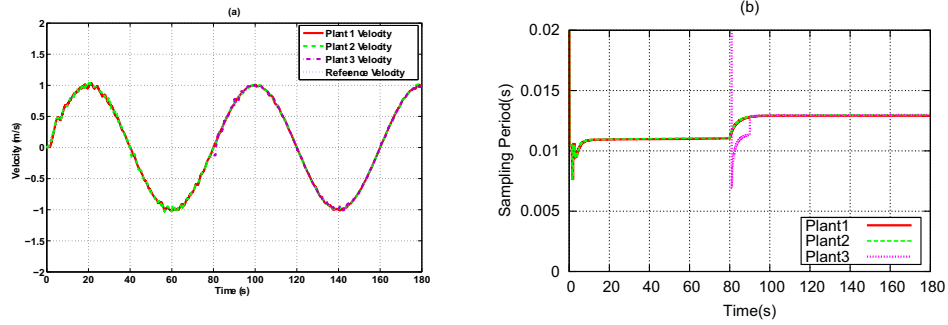 (a)
2
1.5
1
0.5
0
−0.5
−1
−1.5
−2
0 20 40 60 80 100 120 140 160 180
Velocity (m/s)
Time (s)
Plant 1 Velocity
Plant 2 Velocity
Plant 3 Velocity
Reference Velocity
(b)
0.02
0.015
0.01
0.005
0
0 20 40 60 80 100 120 140 160 180
Sampling Period(s)
Time(s)
Plant1
Plant2
Plant3